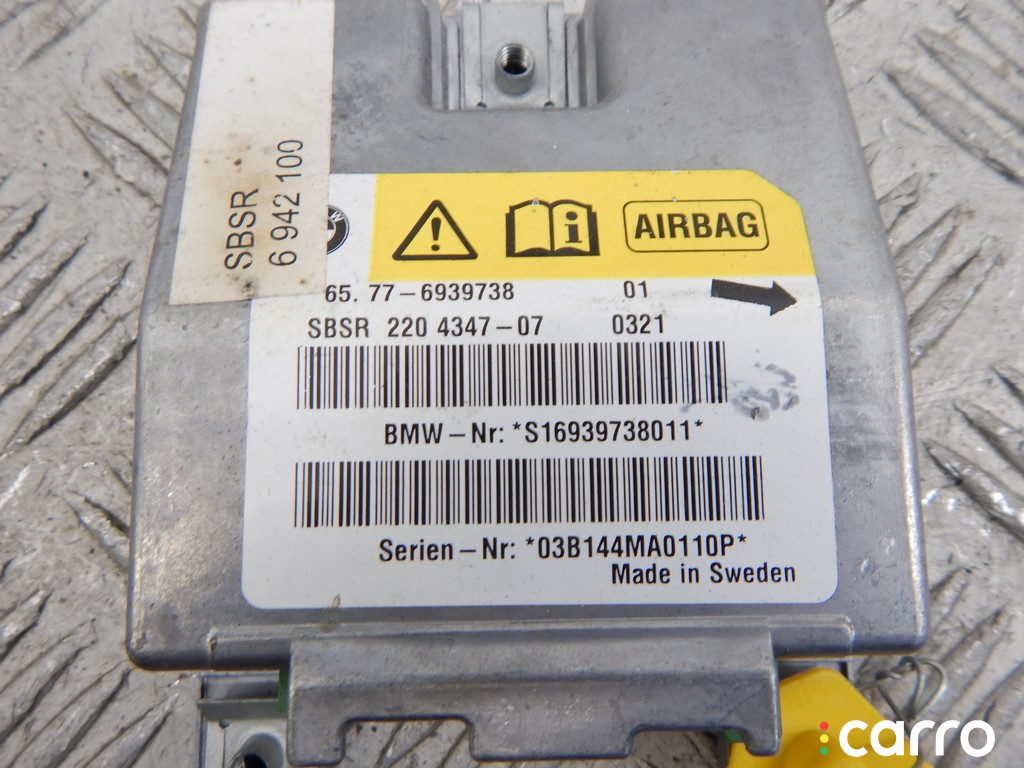 SBSR
6 942 100
AIRBAG
65. 77-6939738 01
SBSR 220 4347-07 0321
BMW-Nr: *S16939738011*
Serien-Nr: *03B144MA0110P*
Made in Sweden
carro